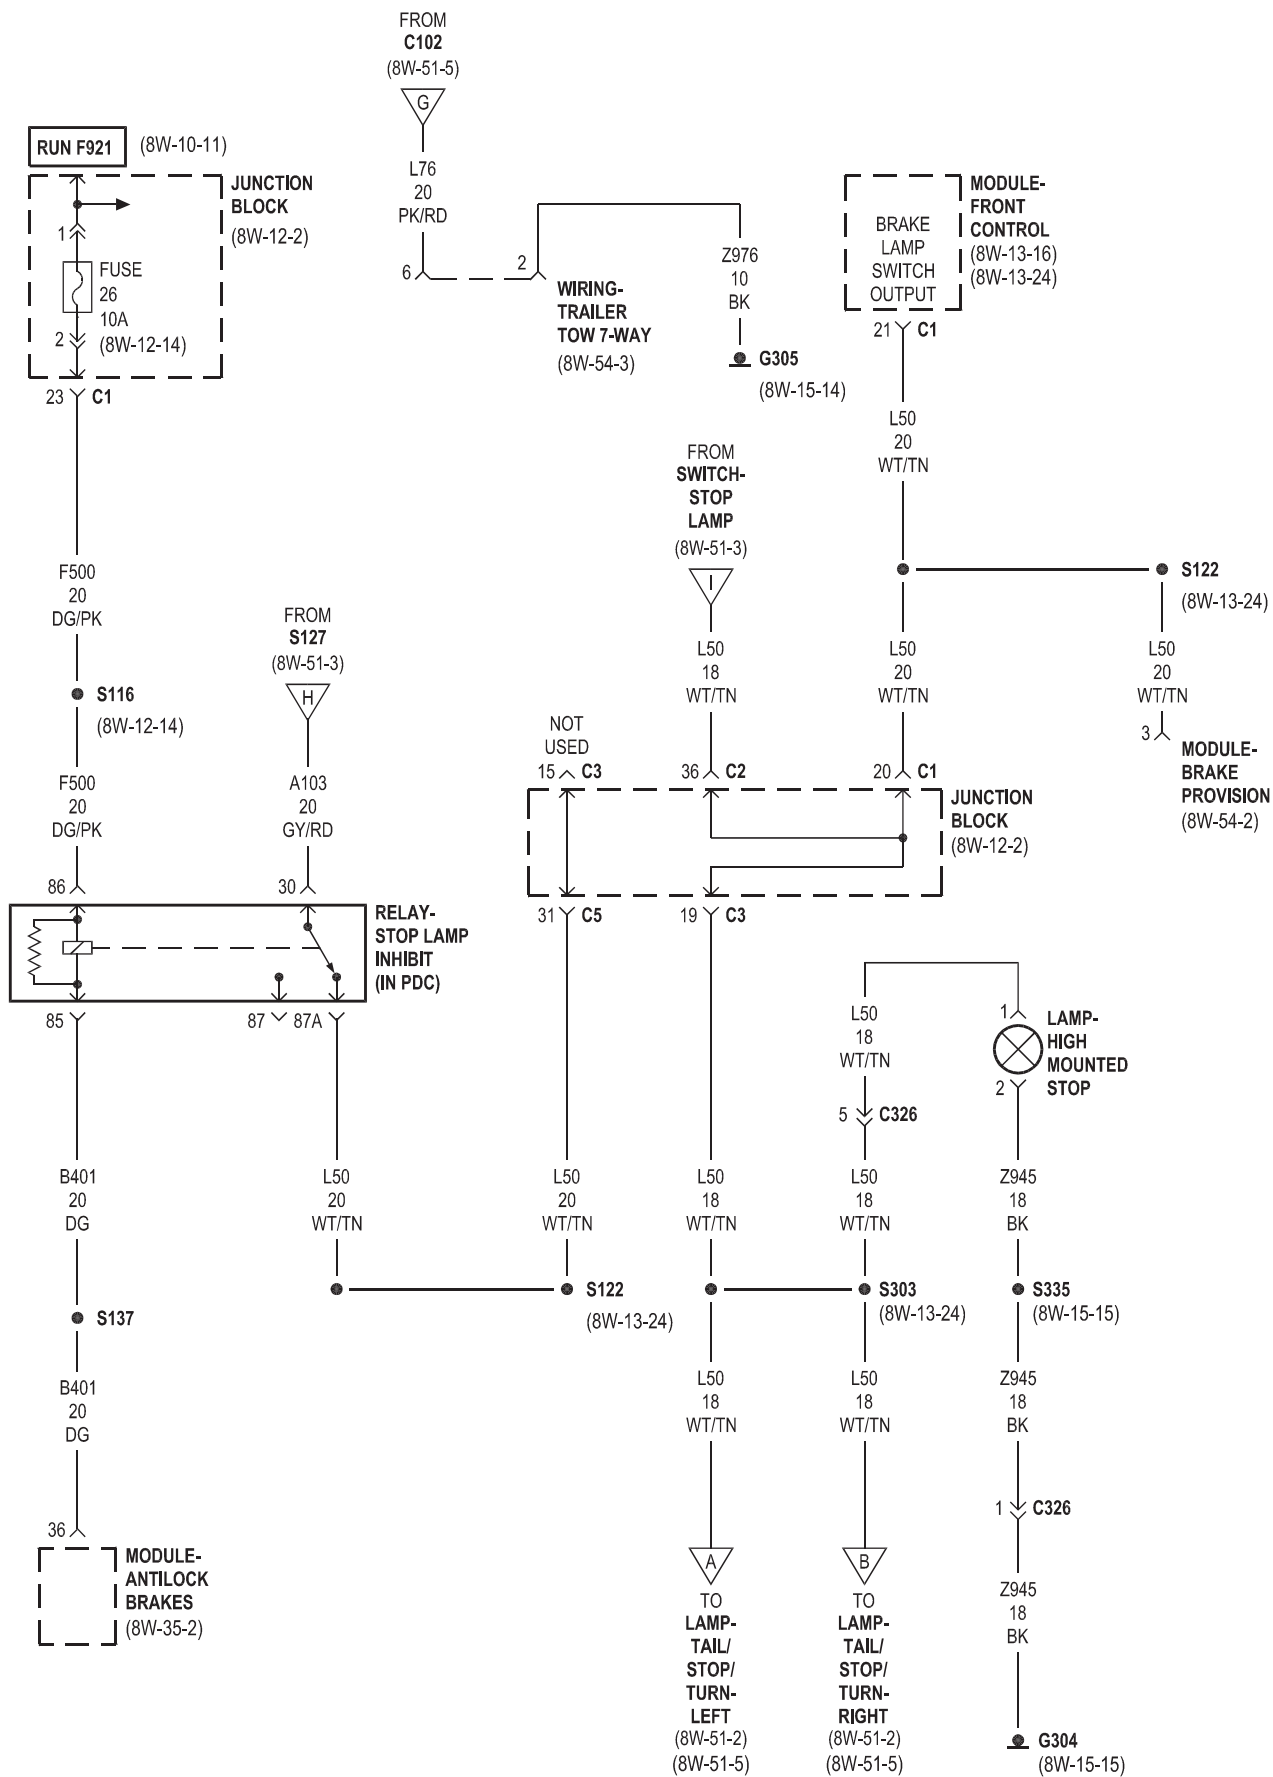 FROM
C102
(8W-51-5)
G
L76
20
PK/RD
6
2
WIRING-
TRAILER
TOW 7-WAY
(8W-54-3)
Z976
10
BK
G305
(8W-15-14)
RUN F921
(8W-10-11)
JUNCTION
BLOCK
(8W-12-2)
1
FUSE
26
10A
(8W-12-14)
2
23
C1
F500
20
DG/PK
S116
(8W-12-14)
F500
20
DG/PK
86
FROM
S127
(8W-51-3)
H
A103
20
GY/RD
30
RELAY-
STOP LAMP
INHIBIT
(IN PDC)
85
87
87A
B401
20
DG
S137
B401
20
DG
36
MODULE-
ANTILOCK
BRAKES
(8W-35-2)
L50
20
WT/TN
MODULE-
FRONT
CONTROL
(8W-13-16)
(8W-13-24)
BRAKE
LAMP
SWITCH
OUTPUT
21
C1
L50
20
WT/TN
S122
(8W-13-24)
L50
20
WT/TN
3
MODULE-
BRAKE
PROVISION
(8W-54-2)
FROM
SWITCH-
STOP
LAMP
(8W-51-3)
I
L50
18
WT/TN
L50
20
WT/TN
NOT
USED
15
C3
36
C2
20
C1
JUNCTION
BLOCK
(8W-12-2)
31
C5
19
C3
L50
20
WT/TN
S122
(8W-13-24)
L50
18
WT/TN
L50
18
WT/TN
5
C326
L50
18
WT/TN
S303
(8W-13-24)
1
LAMP-
HIGH
MOUNTED
STOP
2
Z945
18
BK
S335
(8W-15-15)
L50
18
WT/TN
L50
18
WT/TN
Z945
18
BK
1
C326
Z945
18
BK
G304
(8W-15-15)
A
TO
LAMP-
TAIL/
STOP/
TURN-
LEFT
(8W-51-2)
(8W-51-5)
B
TO
LAMP-
TAIL/
STOP/
TURN-
RIGHT
(8W-51-2)
(8W-51-5)